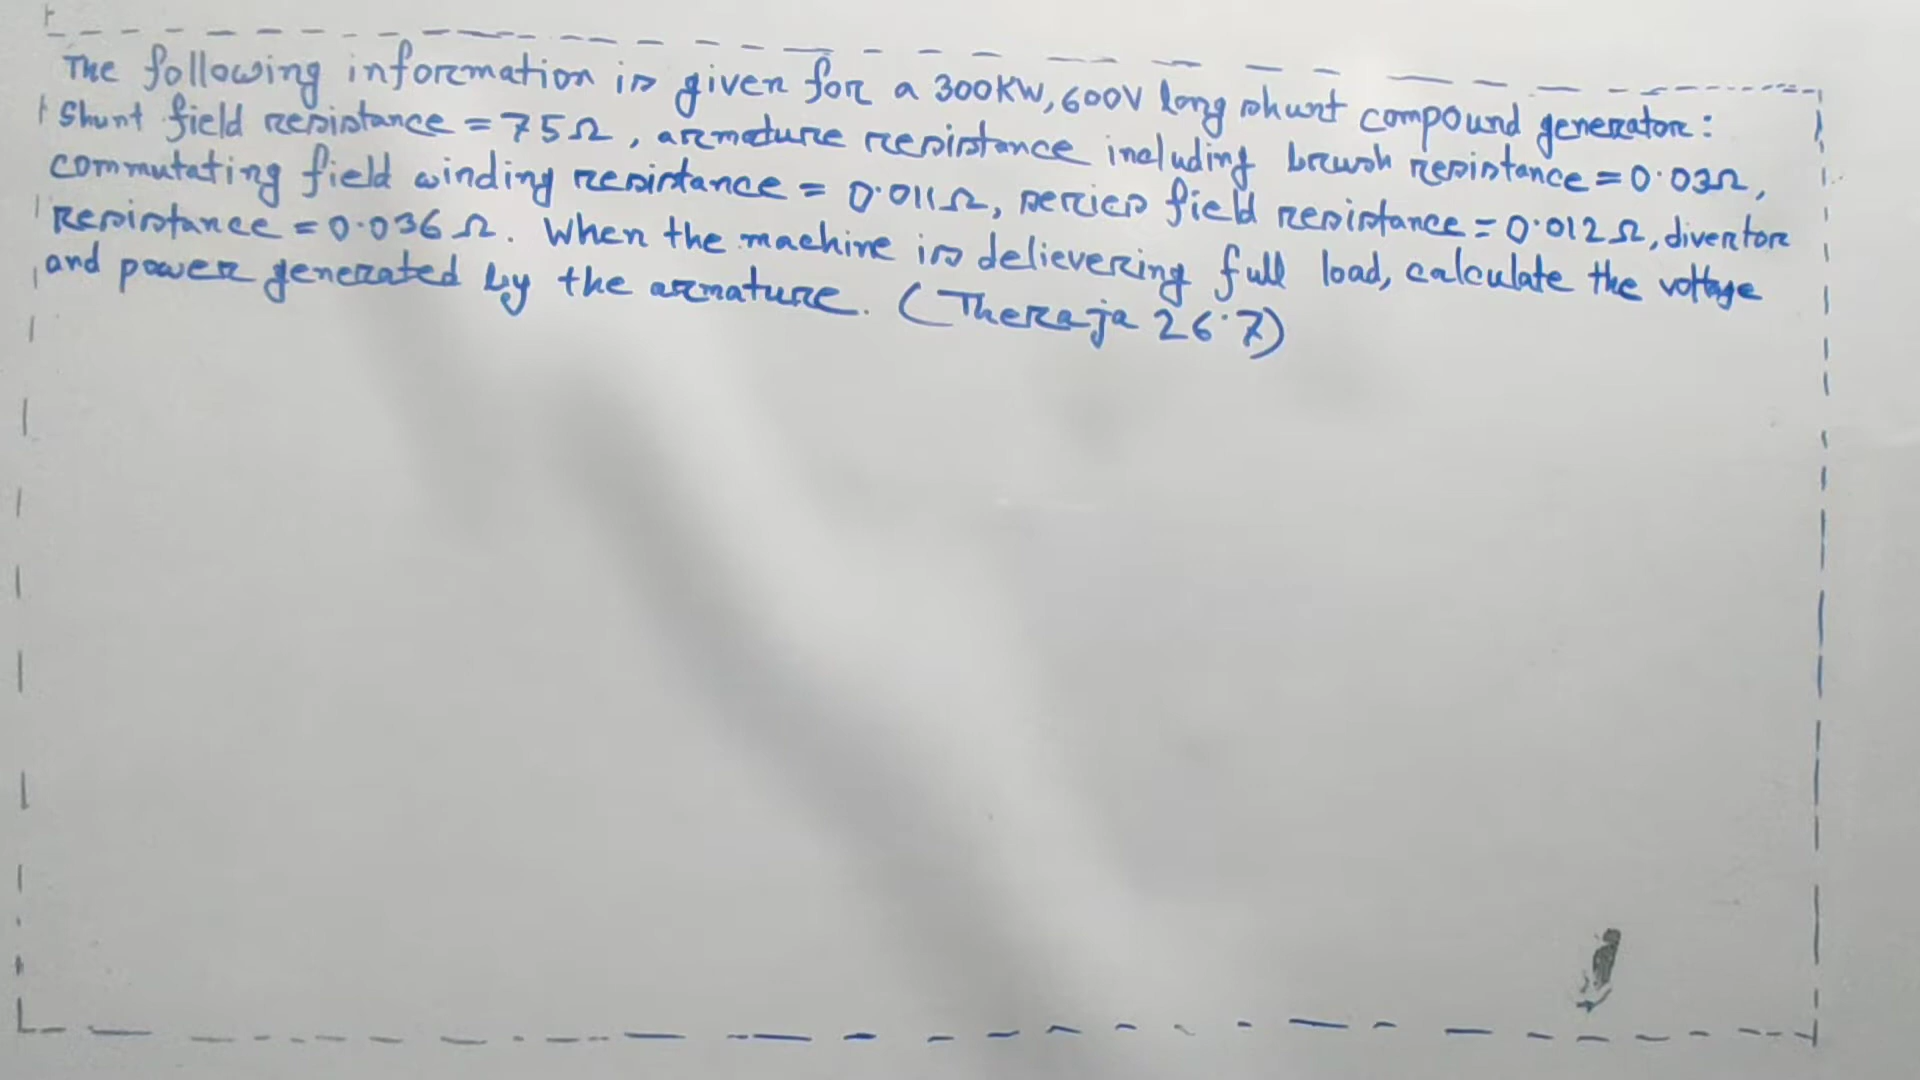 The following information is given for a 300KW, 600V long shunt compound generator:
Shunt field resistance = 75Ω, armature resistance including brush resistance = 0.03Ω,
commutating field winding resistance = 0.011Ω, series field resistance = 0.012Ω, divertor
Resistance = 0.036Ω. When the machine is delievering full load, calculate the voltage
and power generated by the armature. (Theraja 26.7)